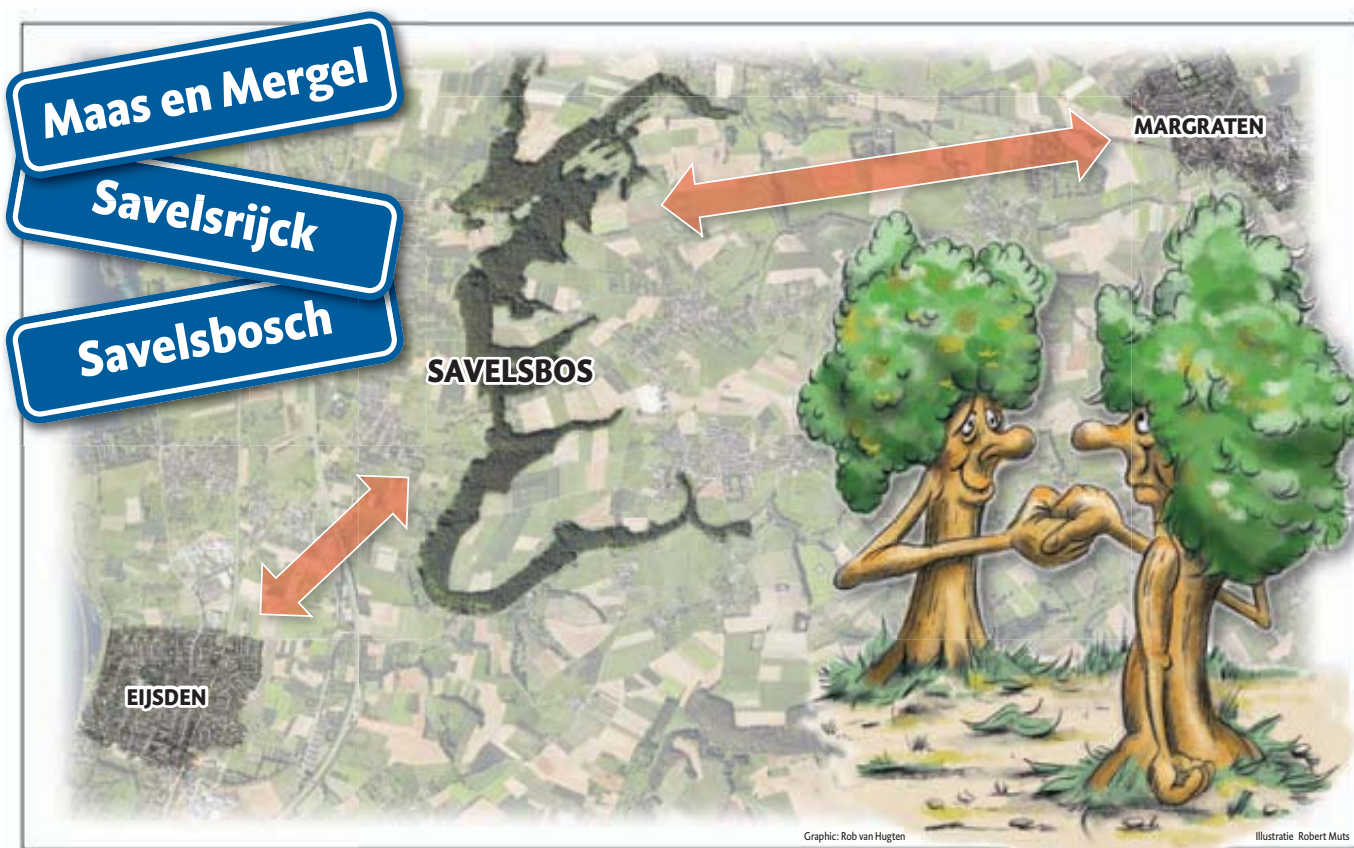 Maas en Mergel
Savelsrijck
Savelsbosch
MARGRATEN
SAVELSBOS
EIJSDEN
Graphic: Rob van Hugten
Illustratie Robert Muts